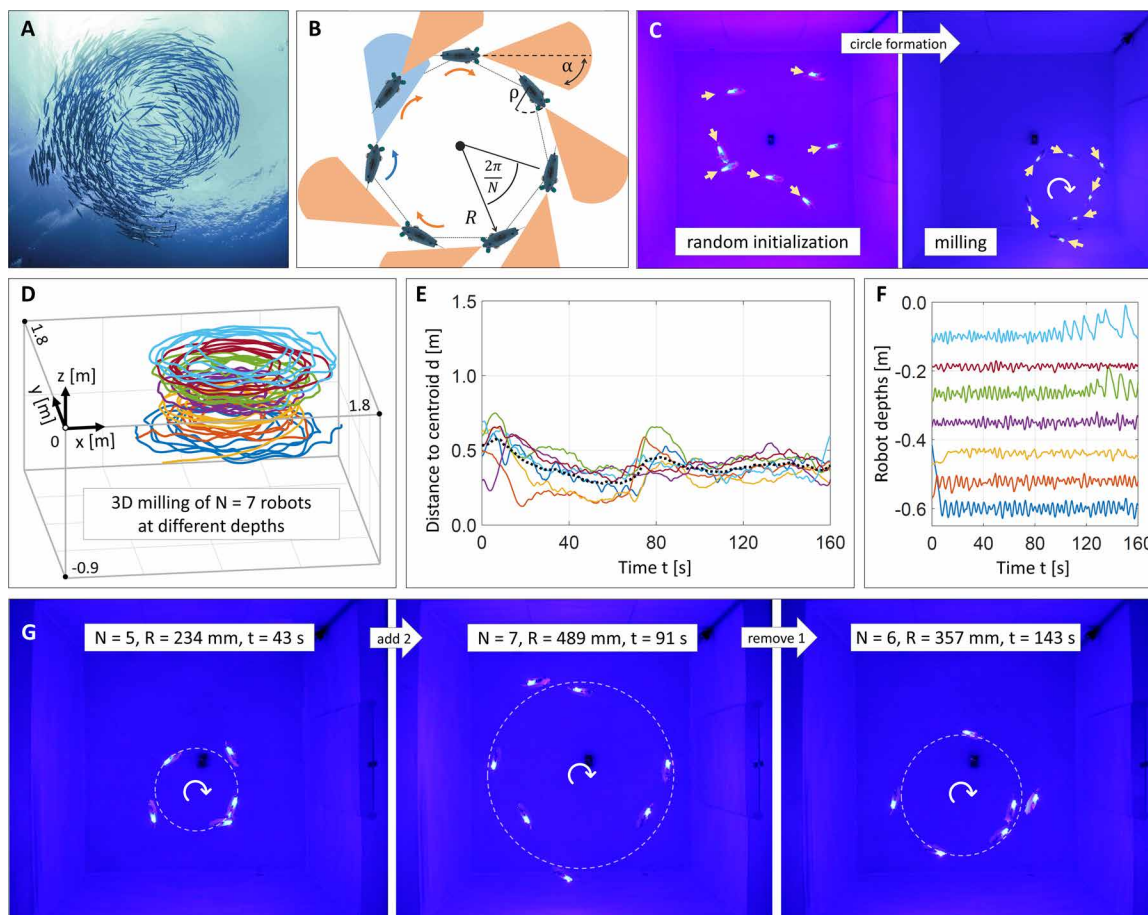 A
B
α
ρ
2π
N
R
C
circle formation
random initialization
milling
D
1.8
y [m]
z [m]
0
x [m]
1.8
3D milling of N = 7 robots
at different depths
-0.9
E
Distance to centroid d [m]
1.5
1.0
0.5
0.0
0 40 80 120 160
Time t [s]
F
Robot depths [m]
0.0
-0.2
-0.4
-0.6
0 40 80 120 160
Time t [s]
G
N = 5, R = 234 mm, t = 43 s
add 2
N = 7, R = 489 mm, t = 91 s
remove 1
N = 6, R = 357 mm, t = 143 s